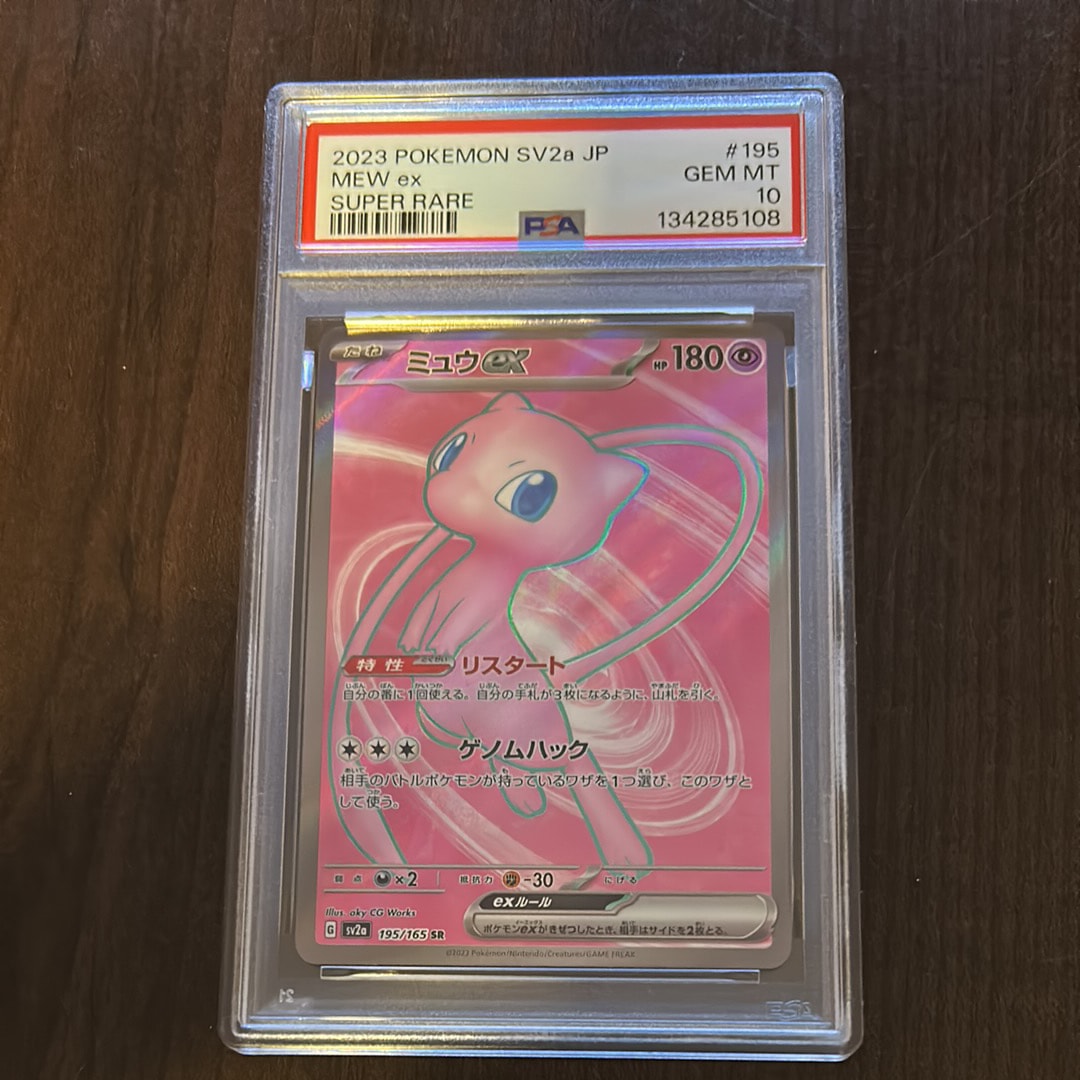 2023 POKEMON SV2a JP #195
MEW ex GEM MT
SUPER RARE 10
PSA 134285108
たね ミュウex HP 180
特性 リスタート
自分の番に1回使える。自分の手札が3枚になるように、山札を引く。
ゲノムハック
相手のバトルポケモンが持っているワザを1つ選び、このワザと
して使う。
弱点 ×2 抵抗力 -30 にげる
exルール
ポケモンexがきぜつしたとき、相手はサイドを2枚とる。
Illus. aky CG Works
G sv2a 195/165 SR
©2023 Pokémon/Nintendo/Creatures/GAME FREAK